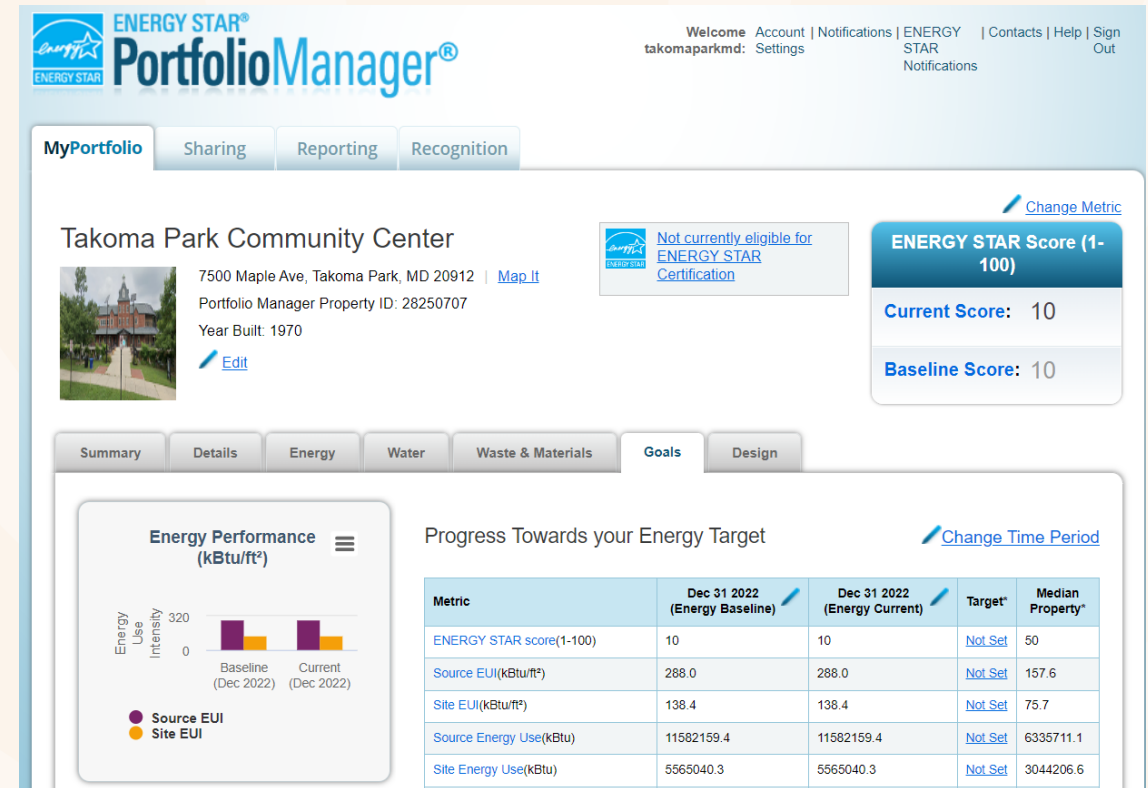 ENERGY STAR®
PortfolioManager®
energy
ENERGY STAR
Welcome takomaparkmd:
Account Settings | Notifications | ENERGY STAR Notifications | Contacts | Help | Sign Out
MyPortfolio
Sharing
Reporting
Recognition
Change Metric
Takoma Park Community Center
7500 Maple Ave, Takoma Park, MD 20912 | Map It
Portfolio Manager Property ID: 28250707
Year Built: 1970
Edit
energy
ENERGY STAR
Not currently eligible for
ENERGY STAR
Certification
ENERGY STAR Score (1-
100)
Current Score: 10
Baseline Score: 10
Summary
Details
Energy
Water
Waste & Materials
Goals
Design
Energy Performance
(kBtu/ft²)
Energy
Use
Intensity
320
0
Baseline
(Dec 2022)
Current
(Dec 2022)
Source EUI
Site EUI
Progress Towards your Energy Target
Change Time Period
Metric
Dec 31 2022
(Energy Baseline)
Dec 31 2022
(Energy Current)
Target*
Median
Property*
ENERGY STAR score(1-100) 10 10 Not Set 50
Source EUI(kBtu/ft²) 288.0 288.0 Not Set 157.6
Site EUI(kBtu/ft²) 138.4 138.4 Not Set 75.7
Source Energy Use(kBtu) 11582159.4 11582159.4 Not Set 6335711.1
Site Energy Use(kBtu) 5565040.3 5565040.3 Not Set 3044206.6